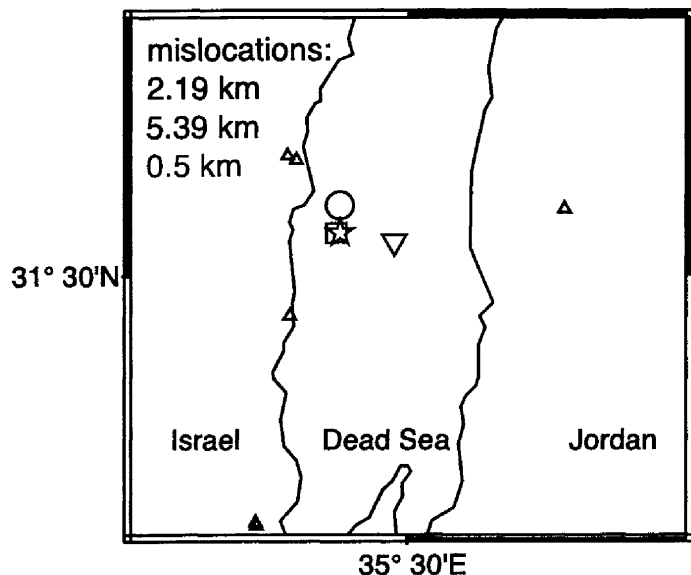 mislocations:
2.19 km
5.39 km
0.5 km
31° 30'N
Israel Dead Sea Jordan
35° 30'E